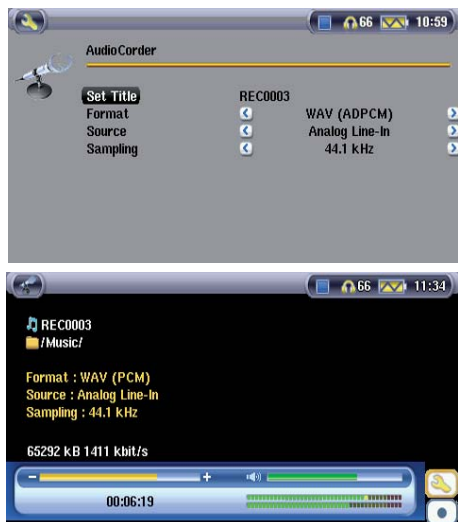 66 10:59
AudioCorder
Set Title REC0003
Format WAV (ADPCM)
Source Analog Line-In
Sampling 44.1 kHz
66 11:34
REC0003
/Music/
Format : WAV (PCM)
Source : Analog Line-In
Sampling : 44.1 kHz
65292 kB 1411 kbit/s
- +
00:06:19